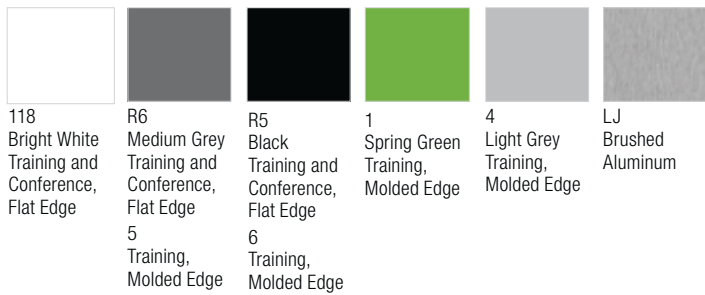 118
Bright White
Training and
Conference,
Flat Edge
R6
Medium Grey
Training and
Conference,
Flat Edge
5
Training,
Molded Edge
R5
Black
Training and
Conference,
Flat Edge
6
Training,
Molded Edge
1
Spring Green
Training,
Molded Edge
4
Light Grey
Training,
Molded Edge
LJ
Brushed
Aluminum